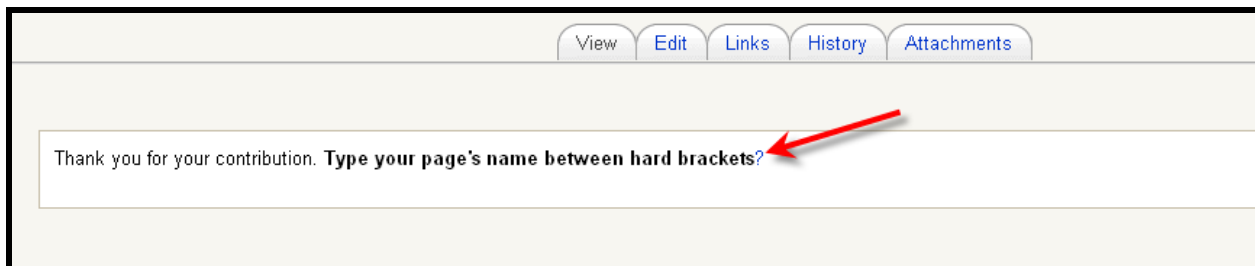 View Edit Links History Attachments
Thank you for your contribution. Type your page's name between hard brackets?